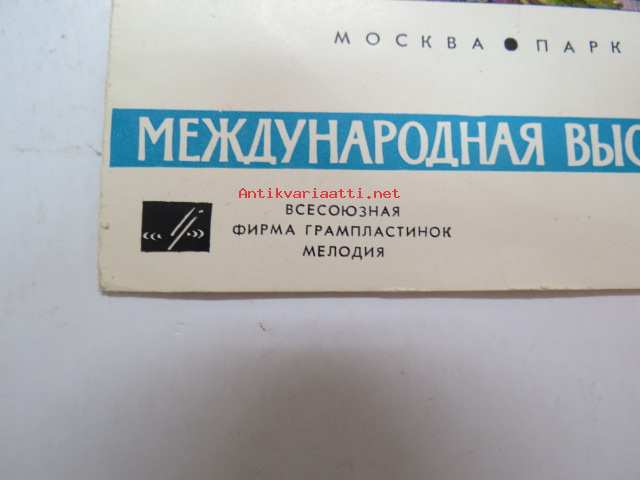 МОСКВА ● ПАРК
МЕЖДУНАРОДНАЯ ВЫС
Antikvariaatti.net
ВСЕСОЮЗНАЯ
ФИРМА ГРАМПЛАСТИНОК
МЕЛОДИЯ